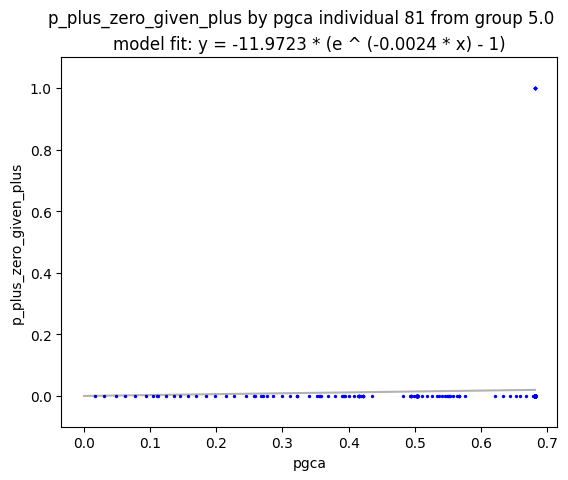 p_plus_zero_given_plus by pgca individual 81 from group 5.0
model fit: y = -11.9723 * (e ^ (-0.0024 * x) - 1)
1.0
0.8
0.6
0.4
0.2
0.0
p_plus_zero_given_plus
0.0 0.1 0.2 0.3 0.4 0.5 0.6 0.7
pgca